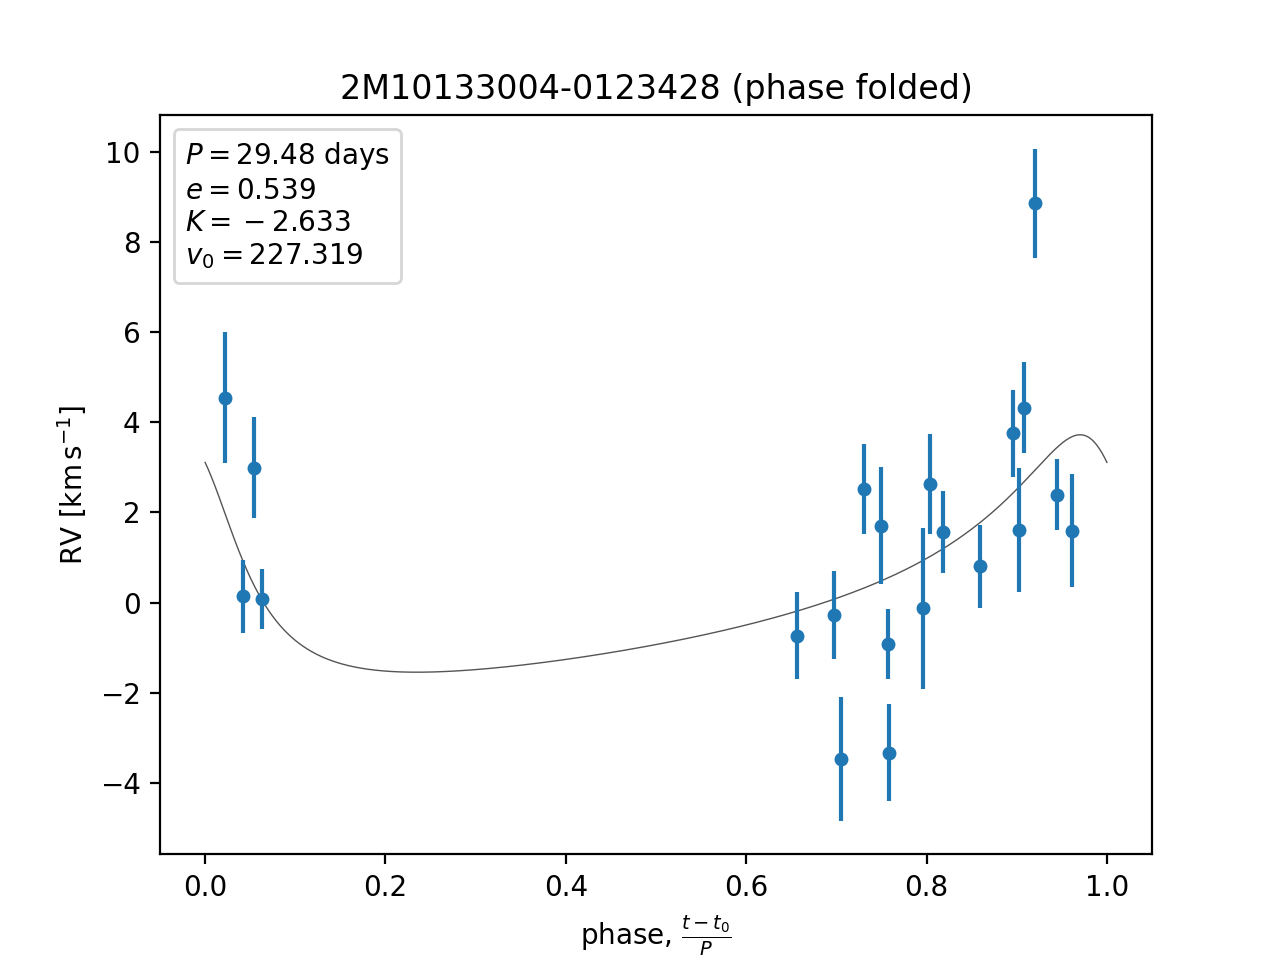 2M10133004-0123428 (phase folded)
P = 29.48 days
e = 0.539
K = −2.633
v₀ = 227.319
RV [km s⁻¹]
10
8
6
4
2
0
−2
−4
0.0 0.2 0.4 0.6 0.8 1.0
phase, (t − t₀)/P